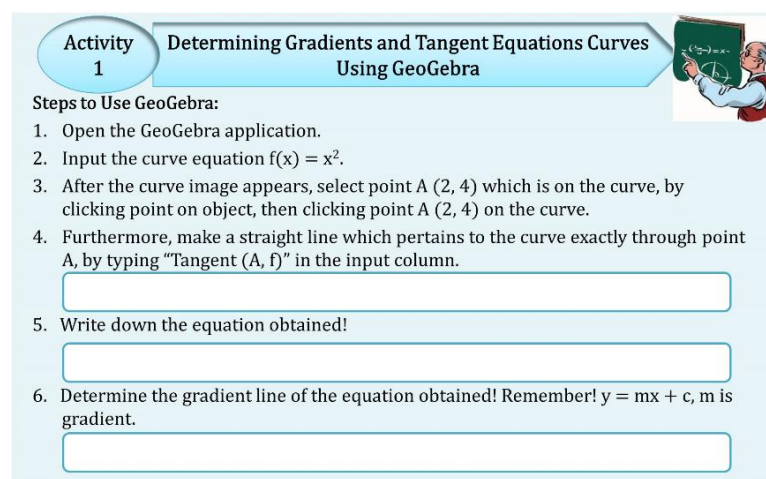 Activity
1
Determining Gradients and Tangent Equations Curves
Using GeoGebra
Steps to Use GeoGebra:
1. Open the GeoGebra application.
2. Input the curve equation f(x) = x².
3. After the curve image appears, select point A (2, 4) which is on the curve, by
clicking point on object, then clicking point A (2, 4) on the curve.
4. Furthermore, make a straight line which pertains to the curve exactly through point
A, by typing “Tangent (A, f)” in the input column.
5. Write down the equation obtained!
6. Determine the gradient line of the equation obtained! Remember! y = mx + c, m is
gradient.